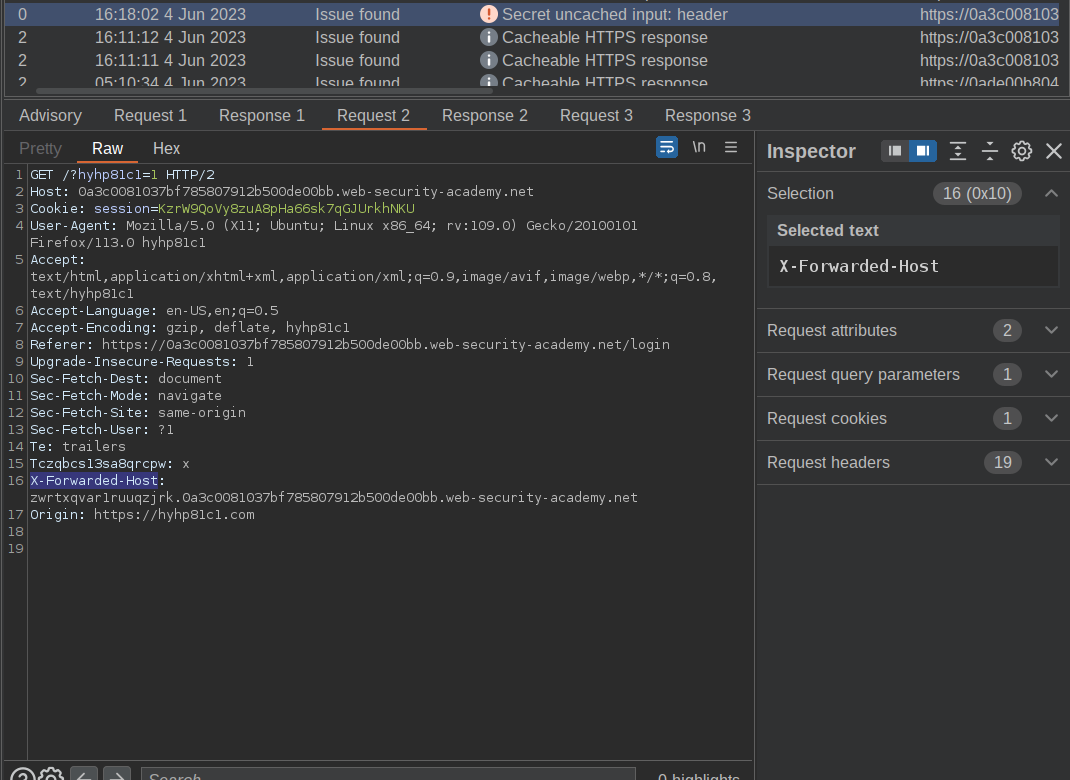 0 16:18:02 4 Jun 2023 Issue found Secret uncached input: header https://0a3c008103
2 16:11:12 4 Jun 2023 Issue found Cacheable HTTPS response https://0a3c008103
2 16:11:11 4 Jun 2023 Issue found Cacheable HTTPS response https://0a3c008103
2 05:10:34 4 Jun 2023 Issue found Cacheable HTTPS response https://0ade00b804
Advisory Request 1 Response 1 Request 2 Response 2 Request 3 Response 3
Pretty Raw Hex \n
1 GET /?hyhp81c1=1 HTTP/2
2 Host: 0a3c0081037bf785807912b500de00bb.web-security-academy.net
3 Cookie: session=KzrW9QoVy8zuA8pHa66sk7qGJUrkhNKU
4 User-Agent: Mozilla/5.0 (X11; Ubuntu; Linux x86_64; rv:109.0) Gecko/20100101
Firefox/113.0 hyhp81c1
5 Accept:
text/html,application/xhtml+xml,application/xml;q=0.9,image/avif,image/webp,*/*;q=0.8,
text/hyhp81c1
6 Accept-Language: en-US,en;q=0.5
7 Accept-Encoding: gzip, deflate, hyhp81c1
8 Referer: https://0a3c0081037bf785807912b500de00bb.web-security-academy.net/login
9 Upgrade-Insecure-Requests: 1
10 Sec-Fetch-Dest: document
11 Sec-Fetch-Mode: navigate
12 Sec-Fetch-Site: same-origin
13 Sec-Fetch-User: ?1
14 Te: trailers
15 Tczqbcsl3sa8qrcpw: x
16 X-Forwarded-Host:
zwrtxqvar1ruuqzjrk.0a3c0081037bf785807912b500de00bb.web-security-academy.net
17 Origin: https://hyhp81c1.com
18
19
Inspector
Selection 16 (0x10)
Selected text
X-Forwarded-Host
Request attributes 2
Request query parameters 1
Request cookies 1
Request headers 19
Search 0 highlights